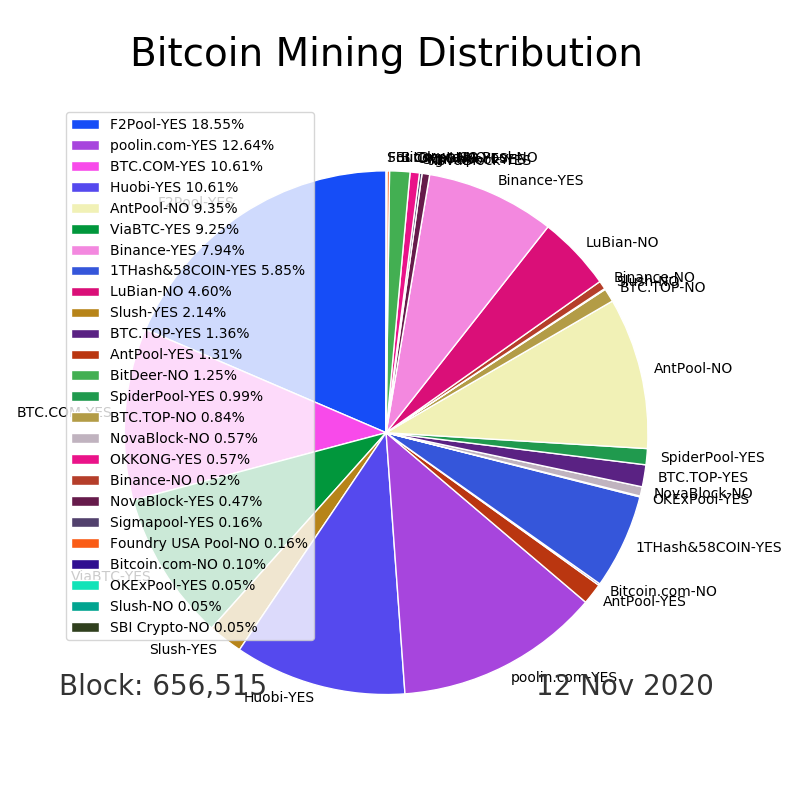 Bitcoin Mining Distribution
F2Pool-YES 18.55%
poolin.com-YES 12.64%
BTC.COM-YES 10.61%
Huobi-YES 10.61%
AntPool-NO 9.35%
ViaBTC-YES 9.25%
Binance-YES 7.94%
1THash&58COIN-YES 5.85%
LuBian-NO 4.60%
Slush-YES 2.14%
BTC.TOP-YES 1.36%
AntPool-YES 1.31%
BitDeer-NO 1.25%
SpiderPool-YES 0.99%
BTC.TOP-NO 0.84%
NovaBlock-NO 0.57%
OKKONG-YES 0.57%
Binance-NO 0.52%
NovaBlock-YES 0.47%
Sigmapool-YES 0.16%
Foundry USA Pool-NO 0.16%
Bitcoin.com-NO 0.10%
OKExPool-YES 0.05%
Slush-NO 0.05%
SBI Crypto-NO 0.05%
F2Pool-YES
BTC.COM-YES
ViaBTC-YES
Slush-YES
Huobi-YES
NovaBlock-YES
Binance-YES
LuBian-NO
Binance-NO
Slush-NO
BTC.TOP-NO
AntPool-NO
SpiderPool-YES
BTC.TOP-YES
NovaBlock-NO
OKExPool-YES
1THash&58COIN-YES
Bitcoin.com-NO
AntPool-YES
poolin.com-YES
Block: 656,515
12 Nov 2020